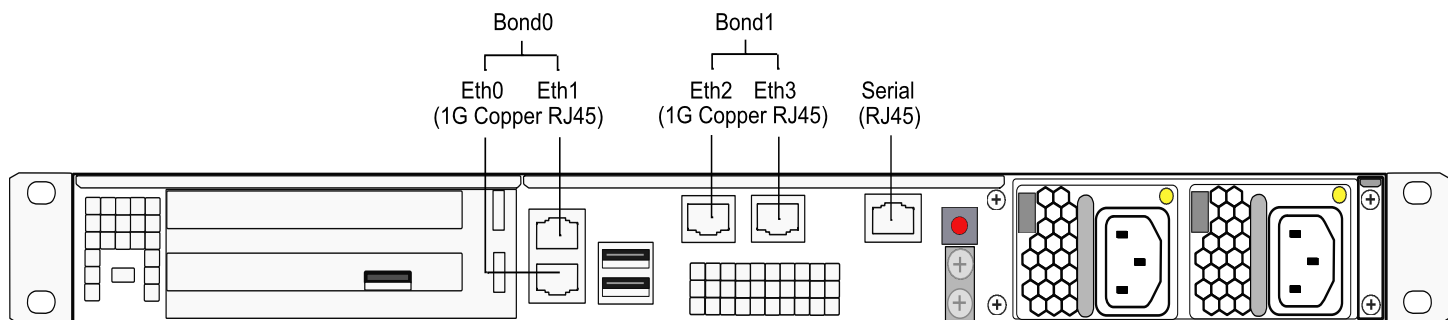 Bond0 Bond1
Eth0 Eth1 Eth2 Eth3 Serial
(1G Copper RJ45) (1G Copper RJ45) (RJ45)